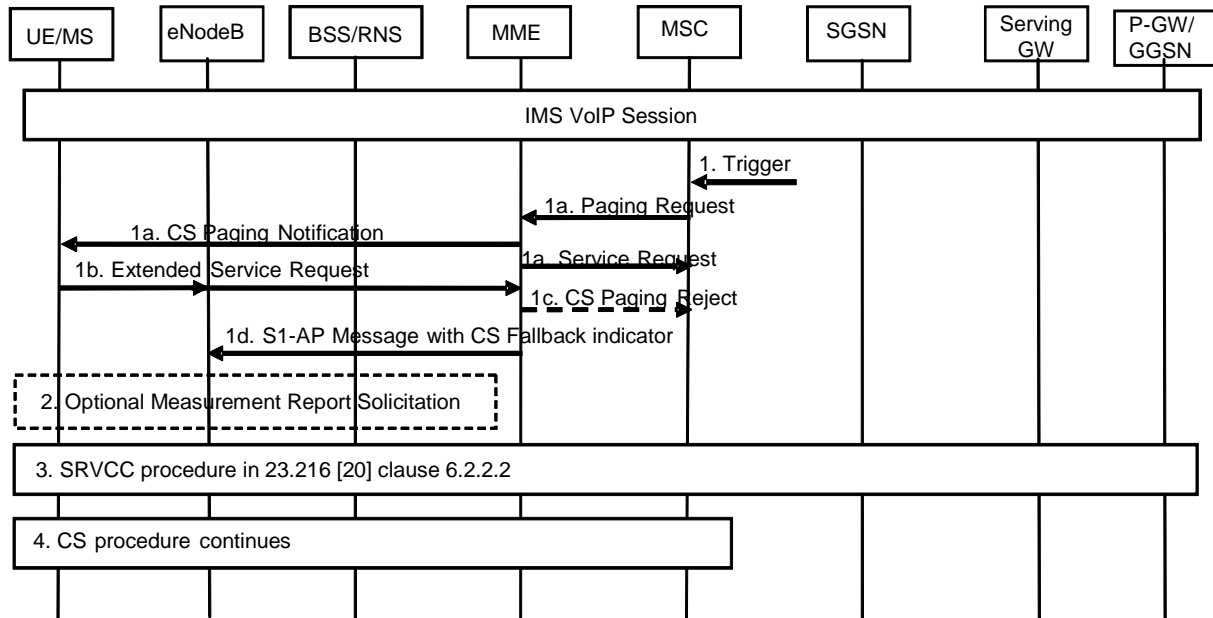 UE/MS
eNodeB
BSS/RNS
MME
MSC
SGSN
Serving
GW
P-GW/
GGSN
IMS VoIP Session
1. Trigger
1a. Paging Request
1a. CS Paging Notification
1a. Service Request
1b. Extended Service Request
1c. CS Paging Reject
1d. S1-AP Message with CS Fallback indicator
2. Optional Measurement Report Solicitation
3. SRVCC procedure in 23.216 [20] clause 6.2.2.2
4. CS procedure continues